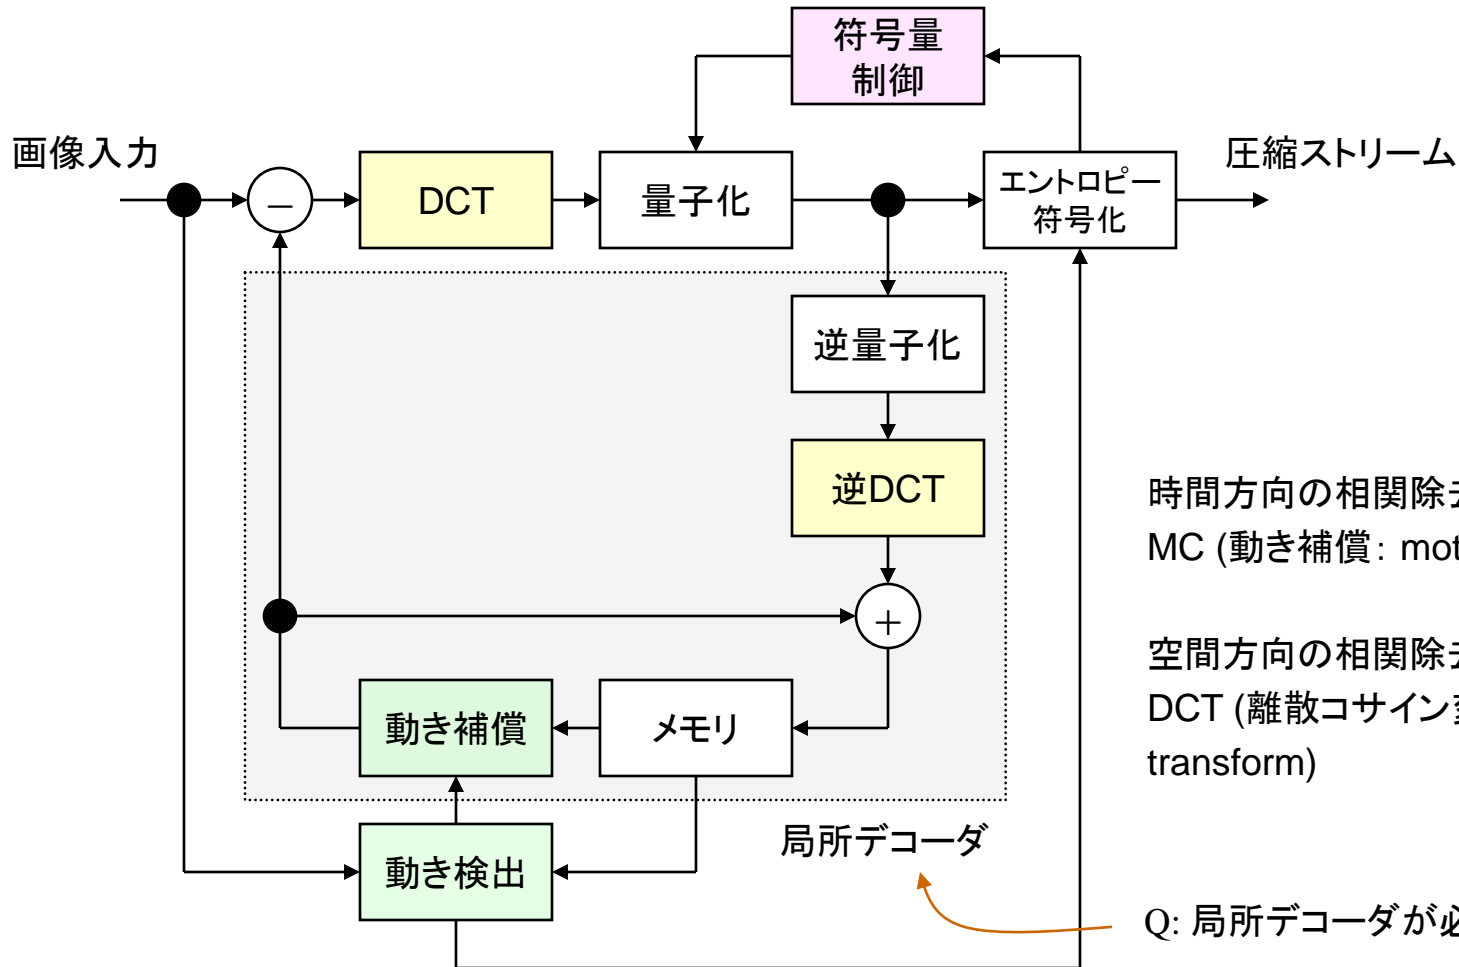 符号量
制御
画像入力
－
DCT
量子化
エントロピー
符号化
圧縮ストリーム
逆量子化
逆DCT
時間方向の相関除
MC (動き補償： mot
＋
空間方向の相関除
DCT (離散コサイン
transform)
動き補償
メモリ
局所デコーダ
動き検出
Q: 局所デコーダが